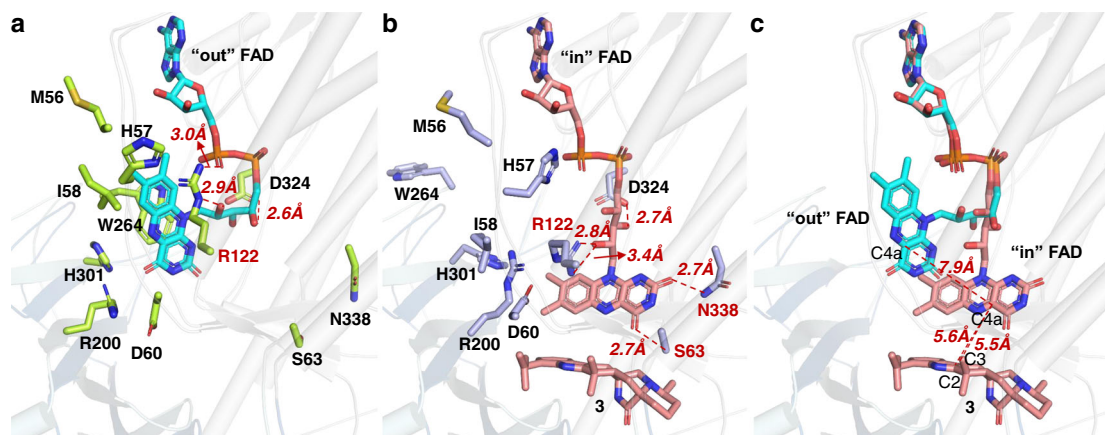 a
“out” FAD
M56
H57
3.0Å
I58
2.9Å
D324
W264
2.6Å
R122
H301
R200
D60
N338
S63
b
“out” FAD
M56
H57
W264
D324
R122
2.8Å
2.7Å
I58
3.4Å
H301
2.7Å
N338
R200
D60
2.7Å
S63
3
c
“out” FAD
“in” FAD
C4a
7.9Å
C4a
5.6Å
5.5Å
C3
C2
3